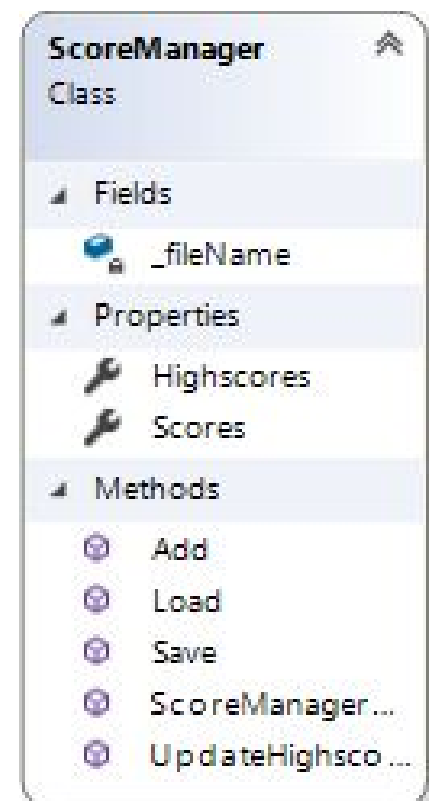 ScoreManager
Class
Fields
_fileName
Properties
Highscores
Scores
Methods
Add
Load
Save
ScoreManager...
UpdateHighsco...